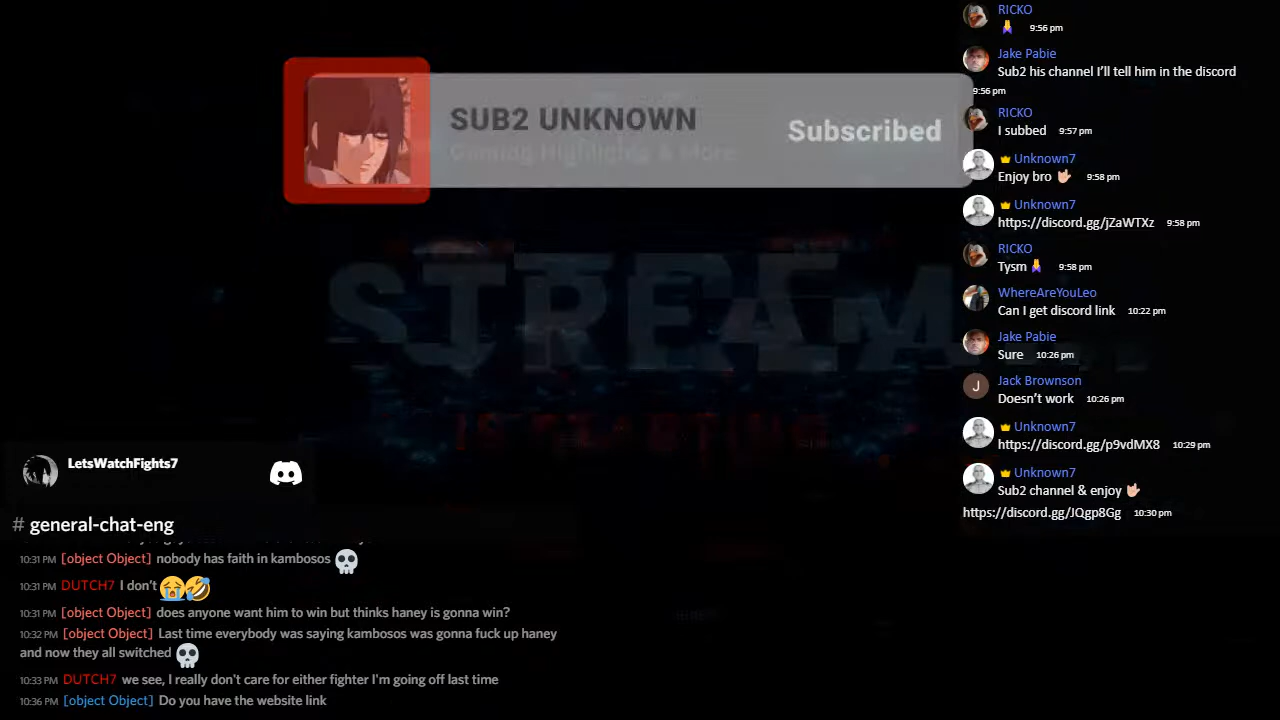 RICKO
🙏 9:56 pm
Jake Pabie
Sub2 his channel I’ll tell him in the discord
9:56 pm
RICKO
I subbed 9:57 pm
Unknown7
Enjoy bro 🤟🏻 9:58 pm
Unknown7
https://discord.gg/jZaWTXz 9:58 pm
RICKO
Tysm 🙏 9:58 pm
WhereAreYouLeo
Can I get discord link 10:22 pm
Jake Pabie
Sure 10:26 pm
J
Jack Brownson
Doesn’t work 10:26 pm
Unknown7
https://discord.gg/p9vdMX8 10:29 pm
Unknown7
Sub2 channel & enjoy 🤟🏻
https://discord.gg/JQgp8Gg 10:30 pm
SUB2 UNKNOWN
Subscribed
Gaming Highlights & More
STREAM
IS STARTING
LetsWatchFights7
# general-chat-eng
10:31 PM [object Object] nobody has faith in kambosos 💀
10:31 PM DUTCH7 I don’t 😭🤣
10:31 PM [object Object] does anyone want him to win but thinks haney is gonna win?
10:32 PM [object Object] Last time everybody was saying kambosos was gonna fuck up haney
and now they all switched 💀
10:33 PM DUTCH7 we see, I really don't care for either fighter I'm going off last time
10:36 PM [object Object] Do you have the website link